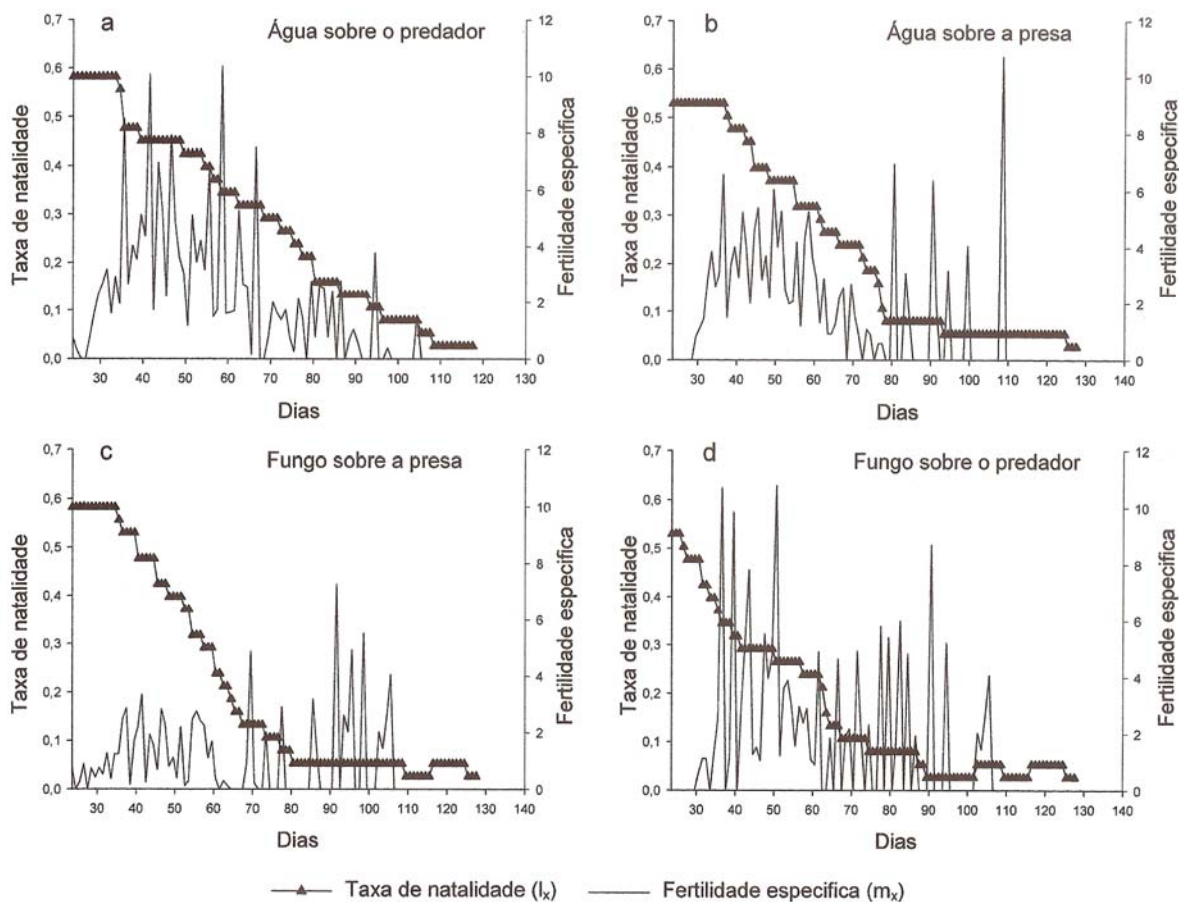 a
Água sobre o predador
0,7
0,6
0,5
0,4
0,3
0,2
0,1
0,0
Taxa de natalidade
12
10
8
6
4
2
0
Fertilidade específica
30 40 50 60 70 80 90 100 110 120 130
Dias
b
Água sobre a presa
0,7
0,6
0,5
0,4
0,3
0,2
0,1
0,0
Taxa de natalidade
12
10
8
6
4
2
0
Fertilidade específica
30 40 50 60 70 80 90 100 110 120 130 140
Dias
c
Fungo sobre a presa
0,7
0,6
0,5
0,4
0,3
0,2
0,1
0,0
Taxa de natalidade
12
10
8
6
4
2
0
Fertilidade específica
30 40 50 60 70 80 90 100 110 120 130 140
Dias
d
Fungo sobre o predador
0,7
0,6
0,5
0,4
0,3
0,2
0,1
0,0
Taxa de natalidade
12
10
8
6
4
2
0
Fertilidade específica
30 40 50 60 70 80 90 100 110 120 130 140
Dias
Taxa de natalidade (lₓ)
Fertilidade especifica (mₓ)